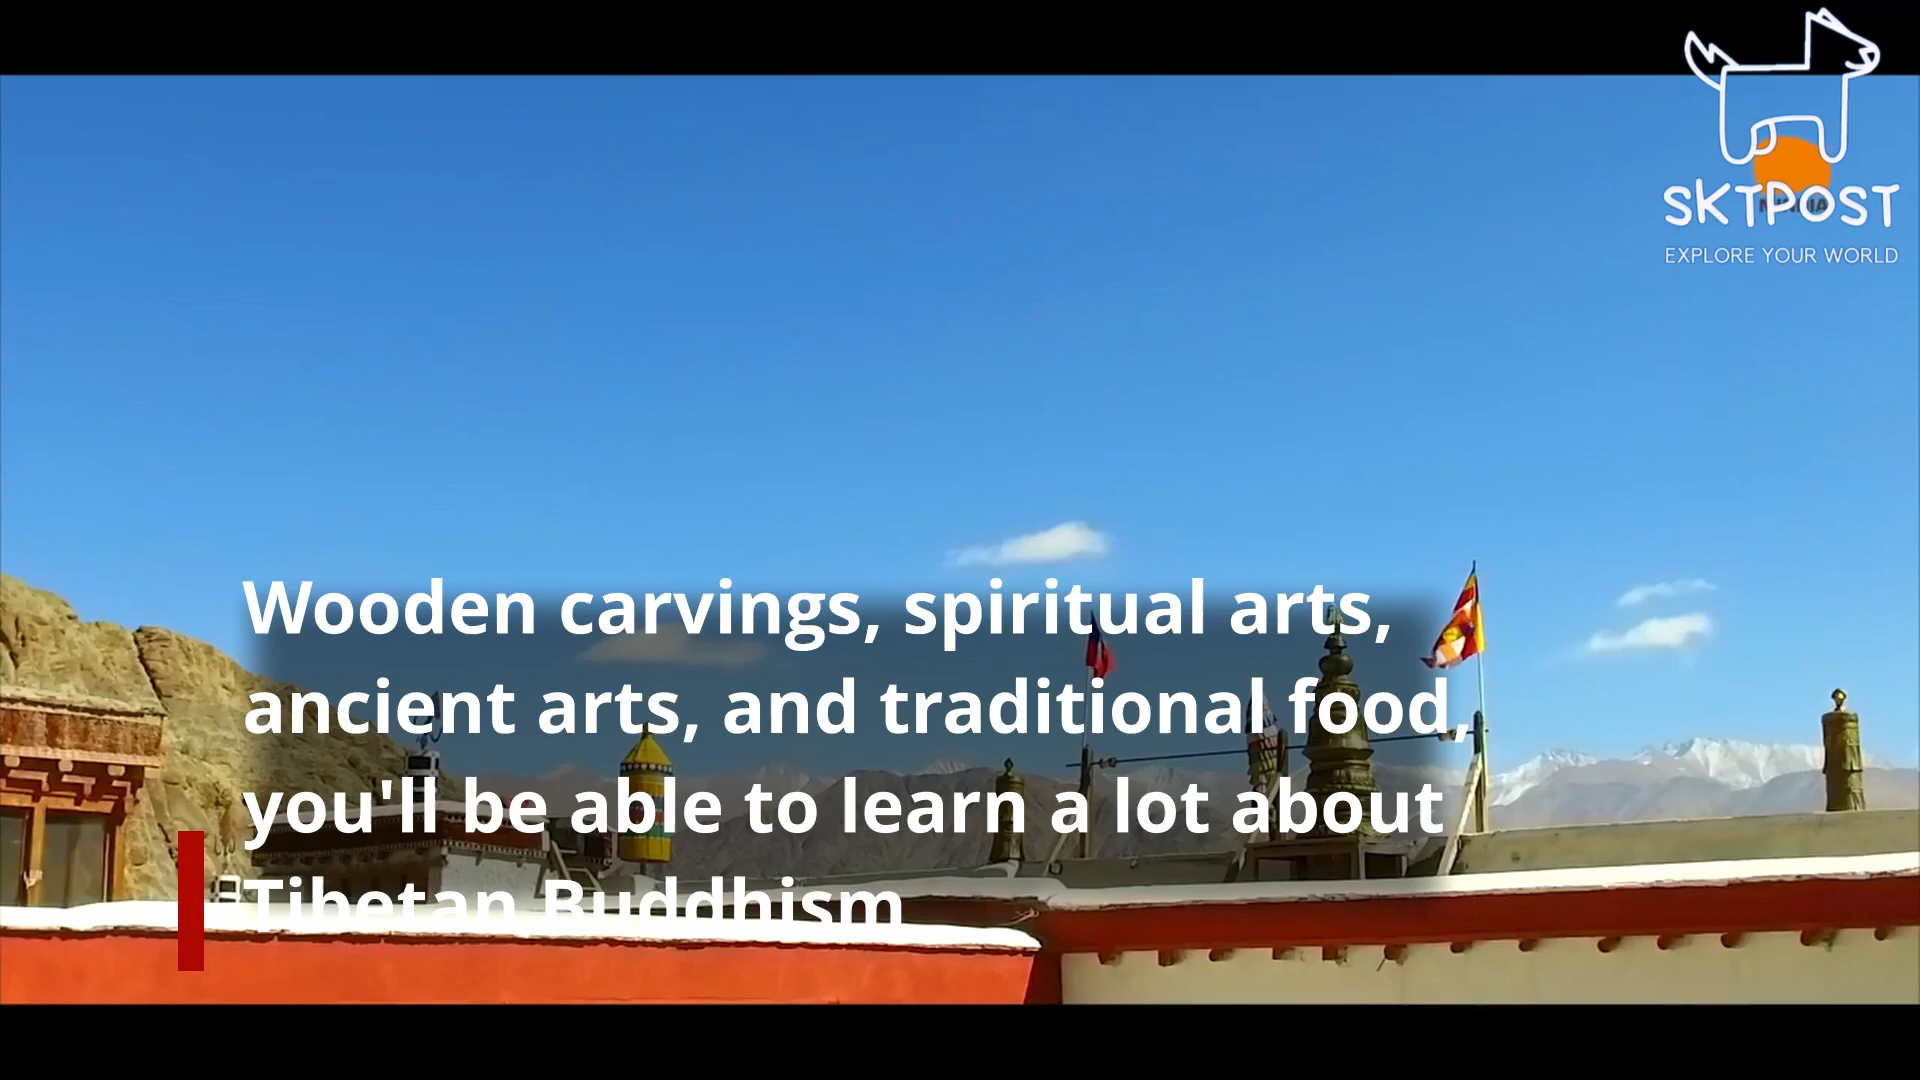 SKTPOST
EXPLORE YOUR WORLD
Wooden carvings, spiritual arts,
ancient arts, and traditional food,
you'll be able to learn a lot about
Tibetan Buddhism